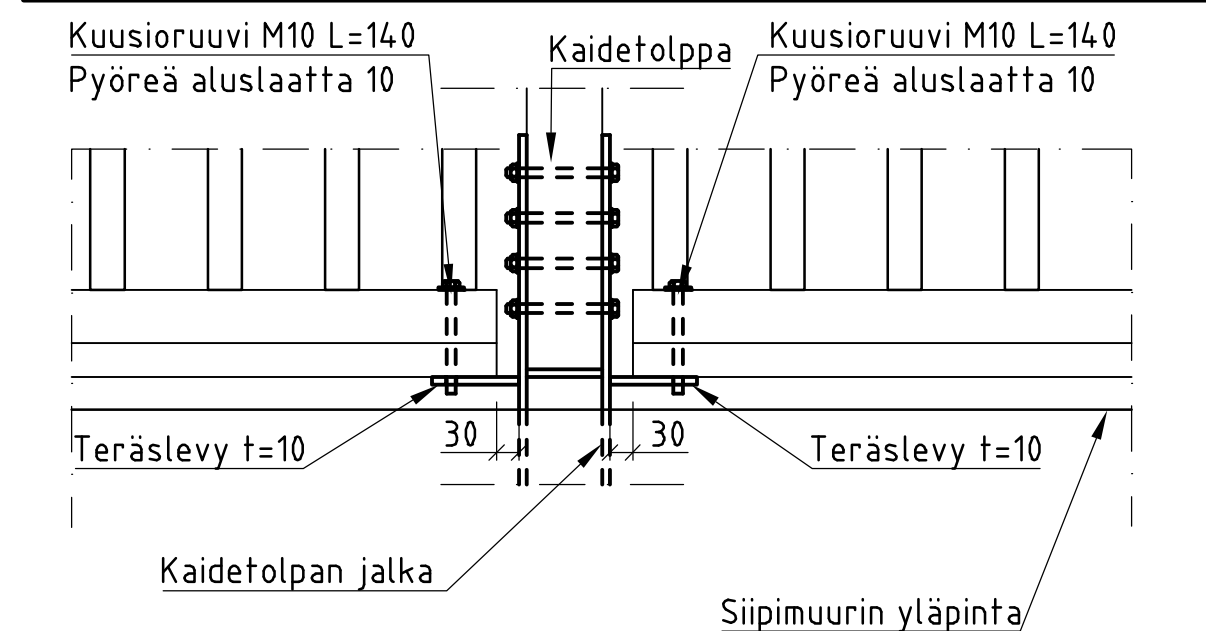 Kuusioruuvi M10 L=140
Pyöreä aluslaatta 10
Kaidetolppa
Kuusioruuvi M10 L=140
Pyöreä aluslaatta 10
Teräslevy t=10
30
30
Teräslevy t=10
Kaidetolpan jalka
Siipimuurin yläpinta